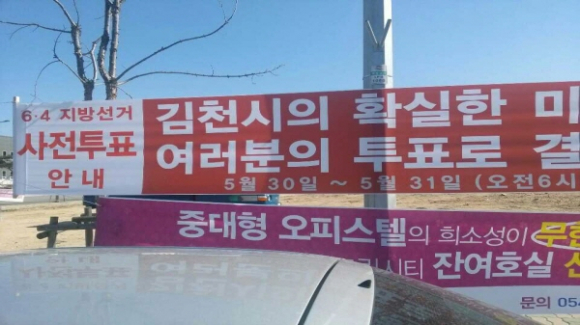 6·4 지방선거
사전투표
안내
김천시의 확실한 미
여러분의 투표로 결
5월 30일 ~ 5월 31일 (오전6시
중대형 오피스텔의 희소성이 무한
시티 잔여호실
문의 054